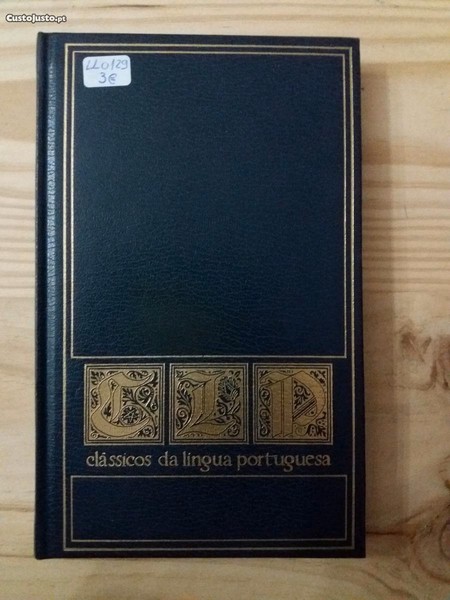 CustoJusto.pt
LL0129
3€
CLP
clássicos da língua portuguesa